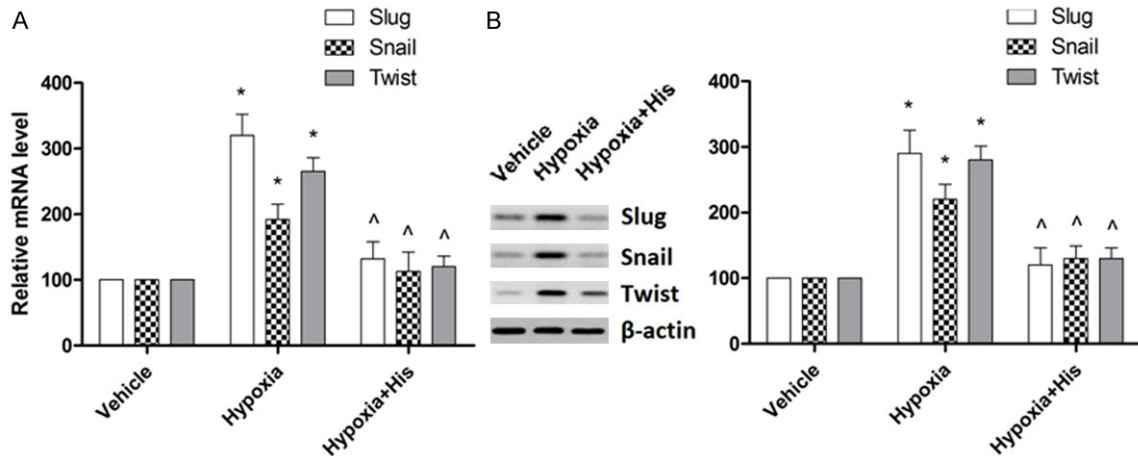 A
Slug
Snail
Twist
Relative mRNA level
400
300
200
100
0
*
*
*
^
^
^
Vehicle
Hypoxia
Hypoxia+His
B
Vehicle
Hypoxia
Hypoxia+His
Slug
Snail
Twist
β-actin
Slug
Snail
Twist
400
300
200
100
0
*
*
*
^
^
^
Vehicle
Hypoxia
Hypoxia+His